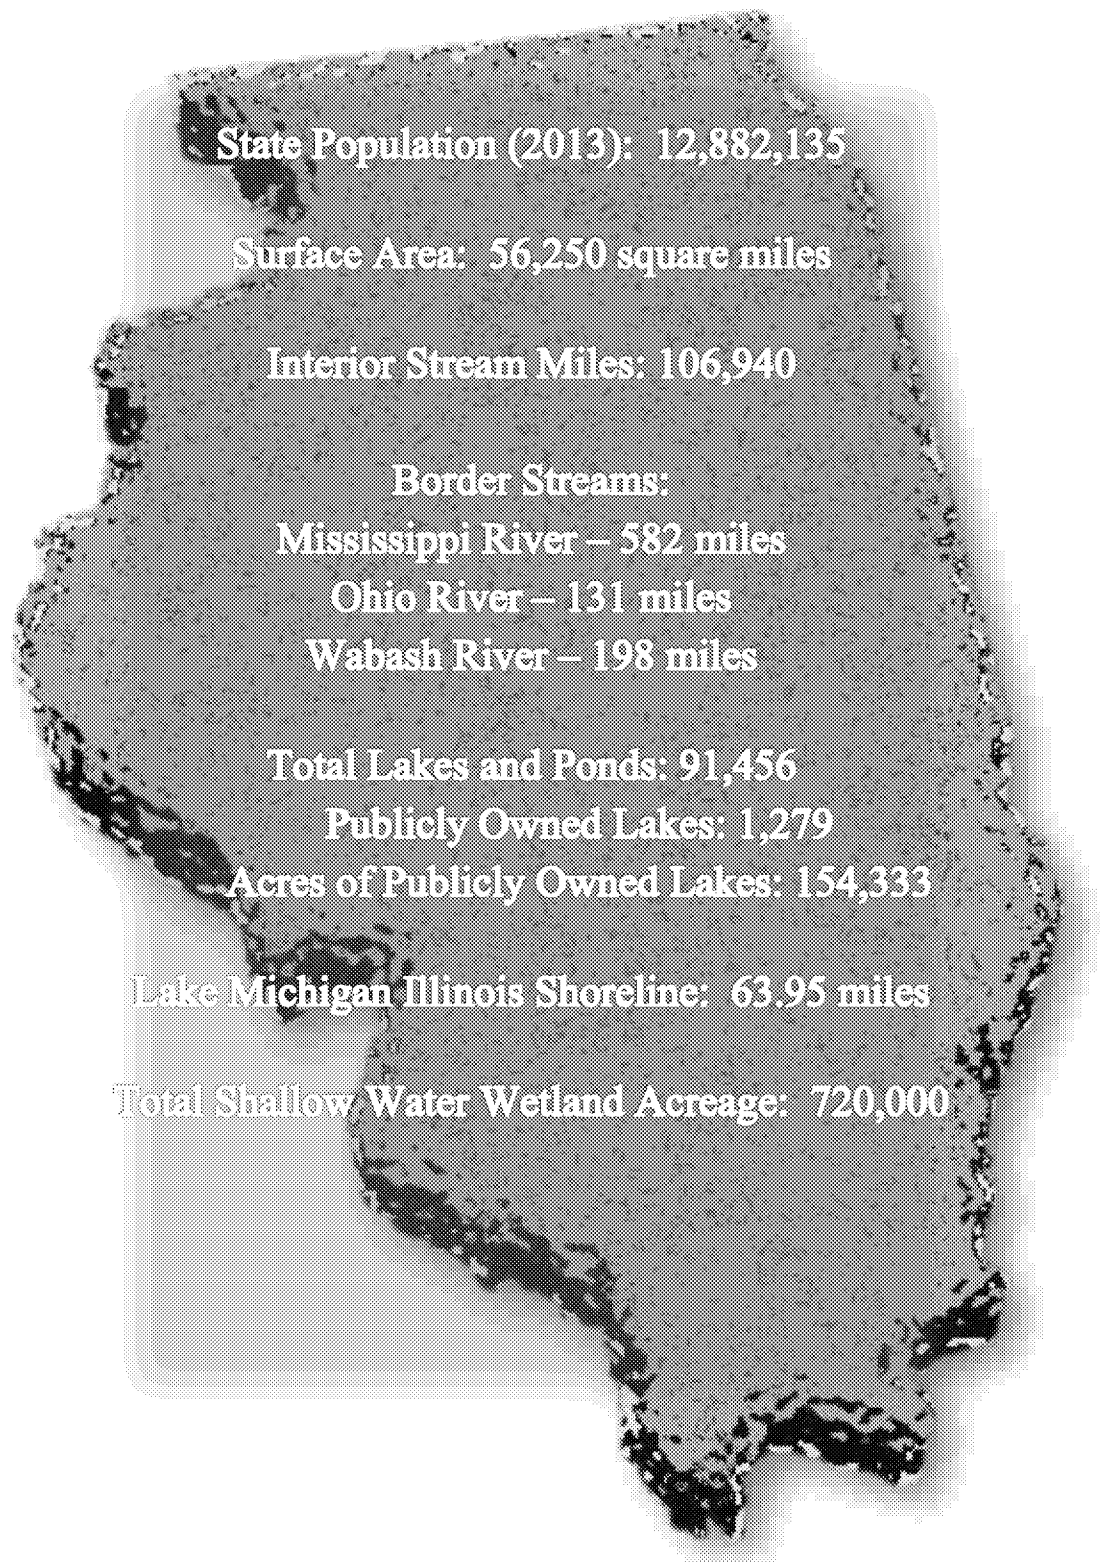 State Population (2013): 12,882,135
Surface Area: 56,250 square miles
Interior Stream Miles: 106,940
Border Streams:
Mississippi River – 582 miles
Ohio River – 131 miles
Wabash River – 198 miles
Total Lakes and Ponds: 91,456
Publicly Owned Lakes: 1,279
Acres of Publicly Owned Lakes: 154,333
Lake Michigan Illinois Shoreline: 63.95 miles
Total Shallow Water Wetland Acreage: 720,000